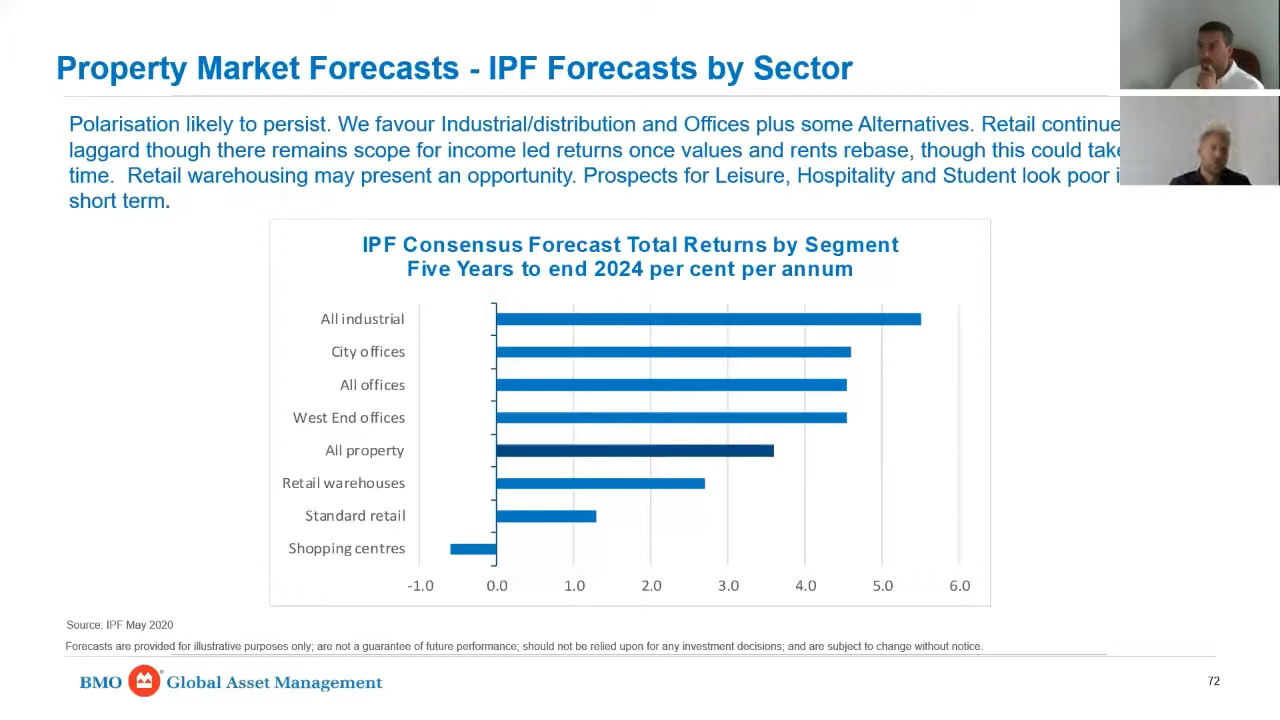 Property Market Forecasts - IPF Forecasts by Sector
Polarisation likely to persist. We favour Industrial/distribution and Offices plus some Alternatives. Retail continue
laggard though there remains scope for income led returns once values and rents rebase, though this could take
time. Retail warehousing may present an opportunity. Prospects for Leisure, Hospitality and Student look poor
short term.
IPF Consensus Forecast Total Returns by Segment
Five Years to end 2024 per cent per annum
All industrial
City offices
All offices
West End offices
All property
Retail warehouses
Standard retail
Shopping centres
-1.0 0.0 1.0 2.0 3.0 4.0 5.0 6.0
Source: IPF May 2020
Forecasts are provided for illustrative purposes only; are not a guarantee of future performance; should not be relied upon for any investment decisions; and are subject to change without notice.
BMO Global Asset Management
72